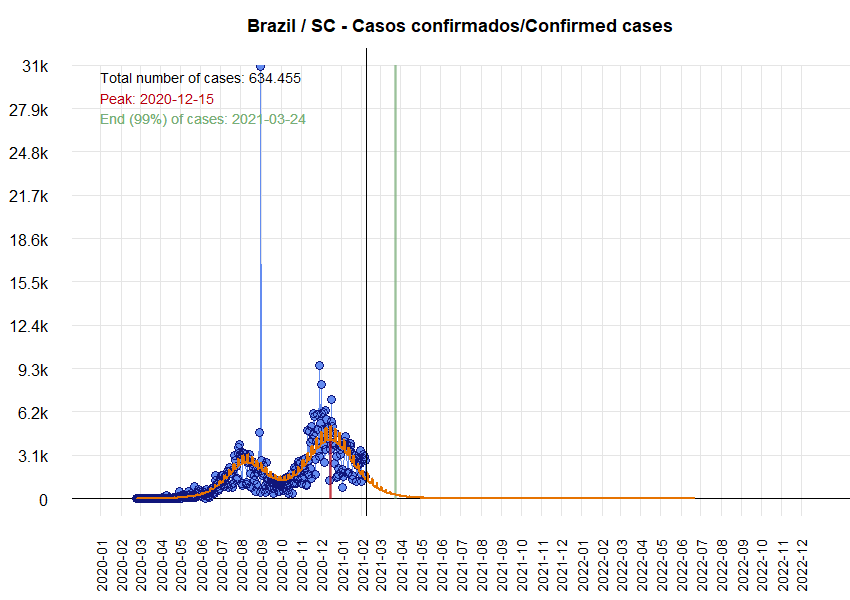 Brazil / SC - Casos confirmados/Confirmed cases
31k
Total number of cases: 634.455
Peak: 2020-12-15
27.9k
End (99%) of cases: 2021-03-24
24.8k
21.7k
18.6k
15.5k
12.4k
9.3k
6.2k
3.1k
0
2020-01
2020-02
2020-03
2020-04
2020-05
2020-06
2020-07
2020-08
2020-09
2020-10
2020-11
2020-12
2021-01
2021-02
2021-03
2021-04
2021-05
2021-06
2021-07
2021-08
2021-09
2021-10
2021-11
2021-12
2022-01
2022-02
2022-03
2022-04
2022-05
2022-06
2022-07
2022-08
2022-09
2022-10
2022-11
2022-12